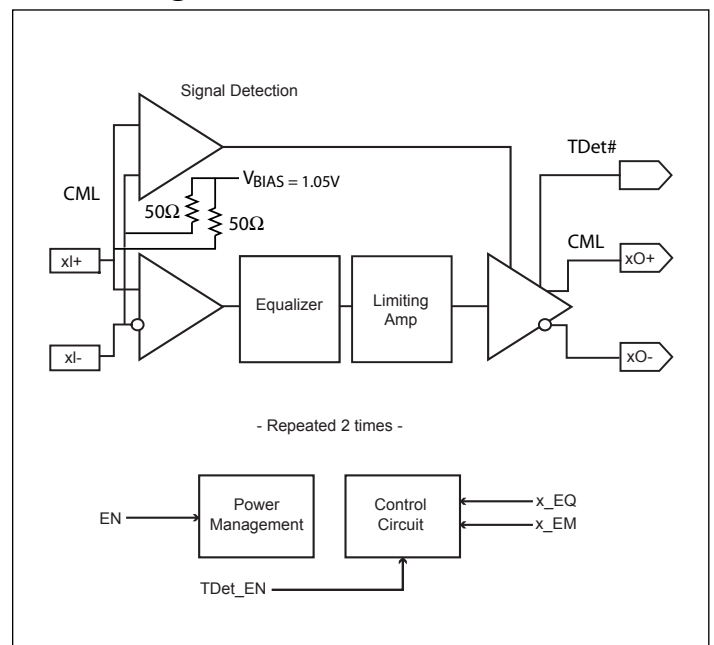 Signal Detection
TDet#
CML
VBIAS = 1.05V
50Ω
50Ω
CML
xI+
xO+
Equalizer
Limiting
Amp
xI-
xO-
- Repeated 2 times -
EN
Power
Management
Control
Circuit
x_EQ
x_EM
TDet_EN